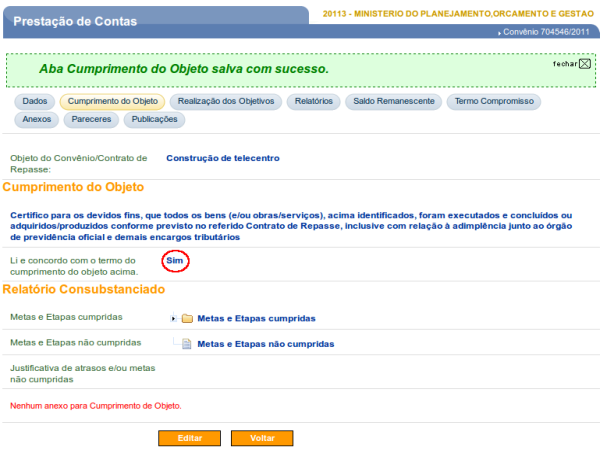 Prestação de Contas
20113 - MINISTERIO DO PLANEJAMENTO,ORCAMENTO E GESTAO
Convênio 704546/2011
Aba Cumprimento do Objeto salva com sucesso.
fechar
Dados Cumprimento do Objeto Realização dos Objetivos Relatórios Saldo Remanescente Termo Compromisso
Anexos Pareceres Publicações
Objeto do Convênio/Contrato de
Repasse:
Construção de telecentro
Cumprimento do Objeto
Certifico para os devidos fins, que todos os bens (e/ou obras/serviços), acima identificados, foram executados e concluídos ou
adquiridos/produzidos conforme previsto no referido Contrato de Repasse, inclusive com relação à adimplência junto ao órgão
de previdência oficial e demais encargos tributários
Li e concordo com o termo do
cumprimento do objeto acima.
Sim
Relatório Consubstanciado
Metas e Etapas cumpridas
Metas e Etapas cumpridas
Metas e Etapas não cumpridas
Metas e Etapas não cumpridas
Justificativa de atrasos e/ou metas
não cumpridas
Nenhum anexo para Cumprimento de Objeto.
Editar Voltar